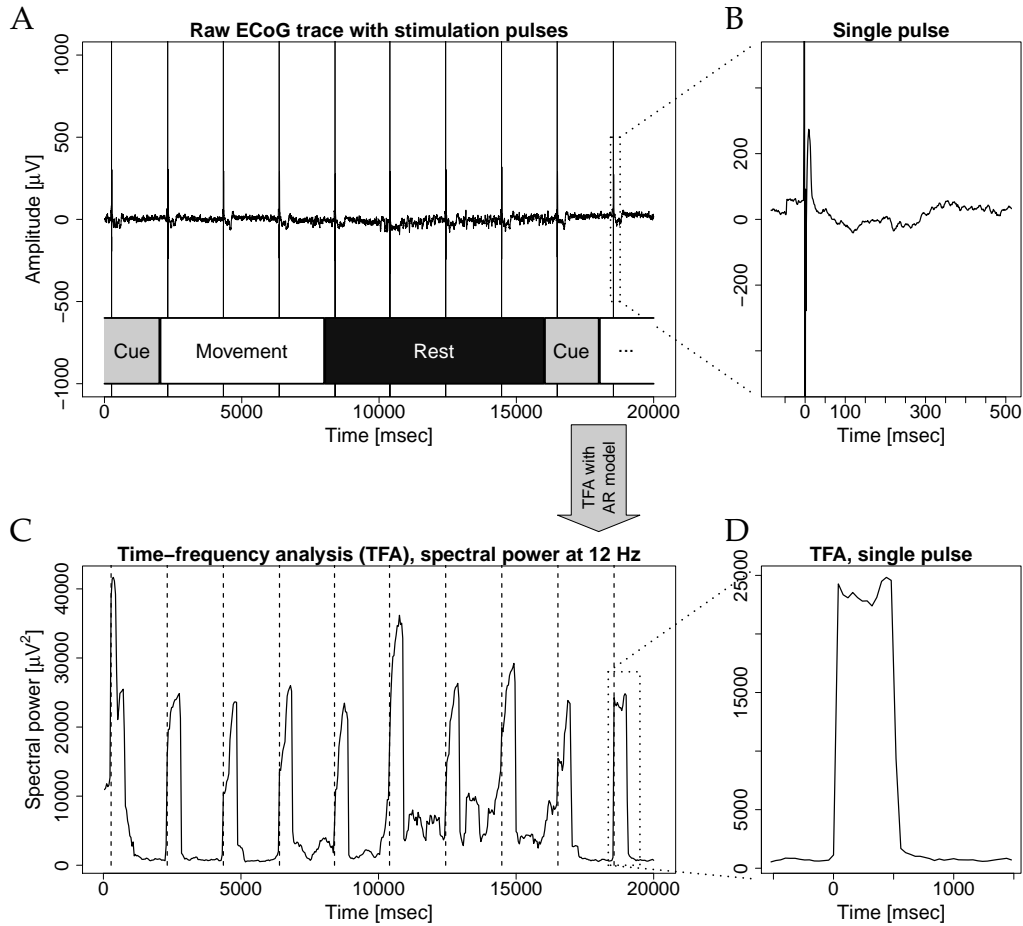 A
Raw ECoG trace with stimulation pulses
Amplitude [μV]
1000
500
0
−500
−1000
Cue
Movement
Rest
Cue
...
0
5000
10000
15000
20000
Time [msec]
B
Single pulse
200
0
−200
0
100
300
500
Time [msec]
TFA with
AR model
C
Time−frequency analysis (TFA), spectral power at 12 Hz
Spectral power [μV²]
40000
30000
20000
10000
0
0
5000
10000
15000
20000
Time [msec]
D
TFA, single pulse
25000
15000
5000
0
0
1000
Time [msec]